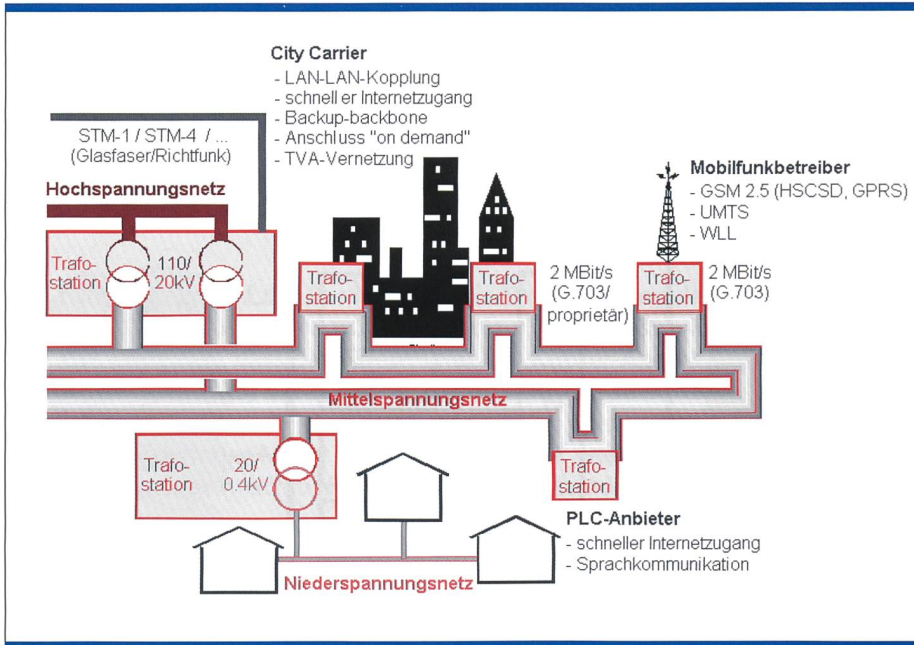 City Carrier
- LAN-LAN-Kopplung
- schneller Internetzugang
- Backup-backbone
- Anschluss "on demand"
- TVA-Vernetzung
STM-1 / STM-4 / ...
(Glasfaser/Richtfunk)
Hochspannungsnetz
Mobilfunkbetreiber
- GSM 2.5 (HSCSD, GPRS)
- UMTS
- WLL
Trafo-
station
110/
20kV
Trafo-
station
Trafo-
station
2 MBit/s
(G.703/
proprietär)
Trafo-
station
2 MBit/s
(G.703)
Mittelspannungsnetz
Trafo-
station
20/
0.4kV
Trafo-
station
PLC-Anbieter
- schneller Internetzugang
- Sprachkommunikation
Niederspannungsnetz